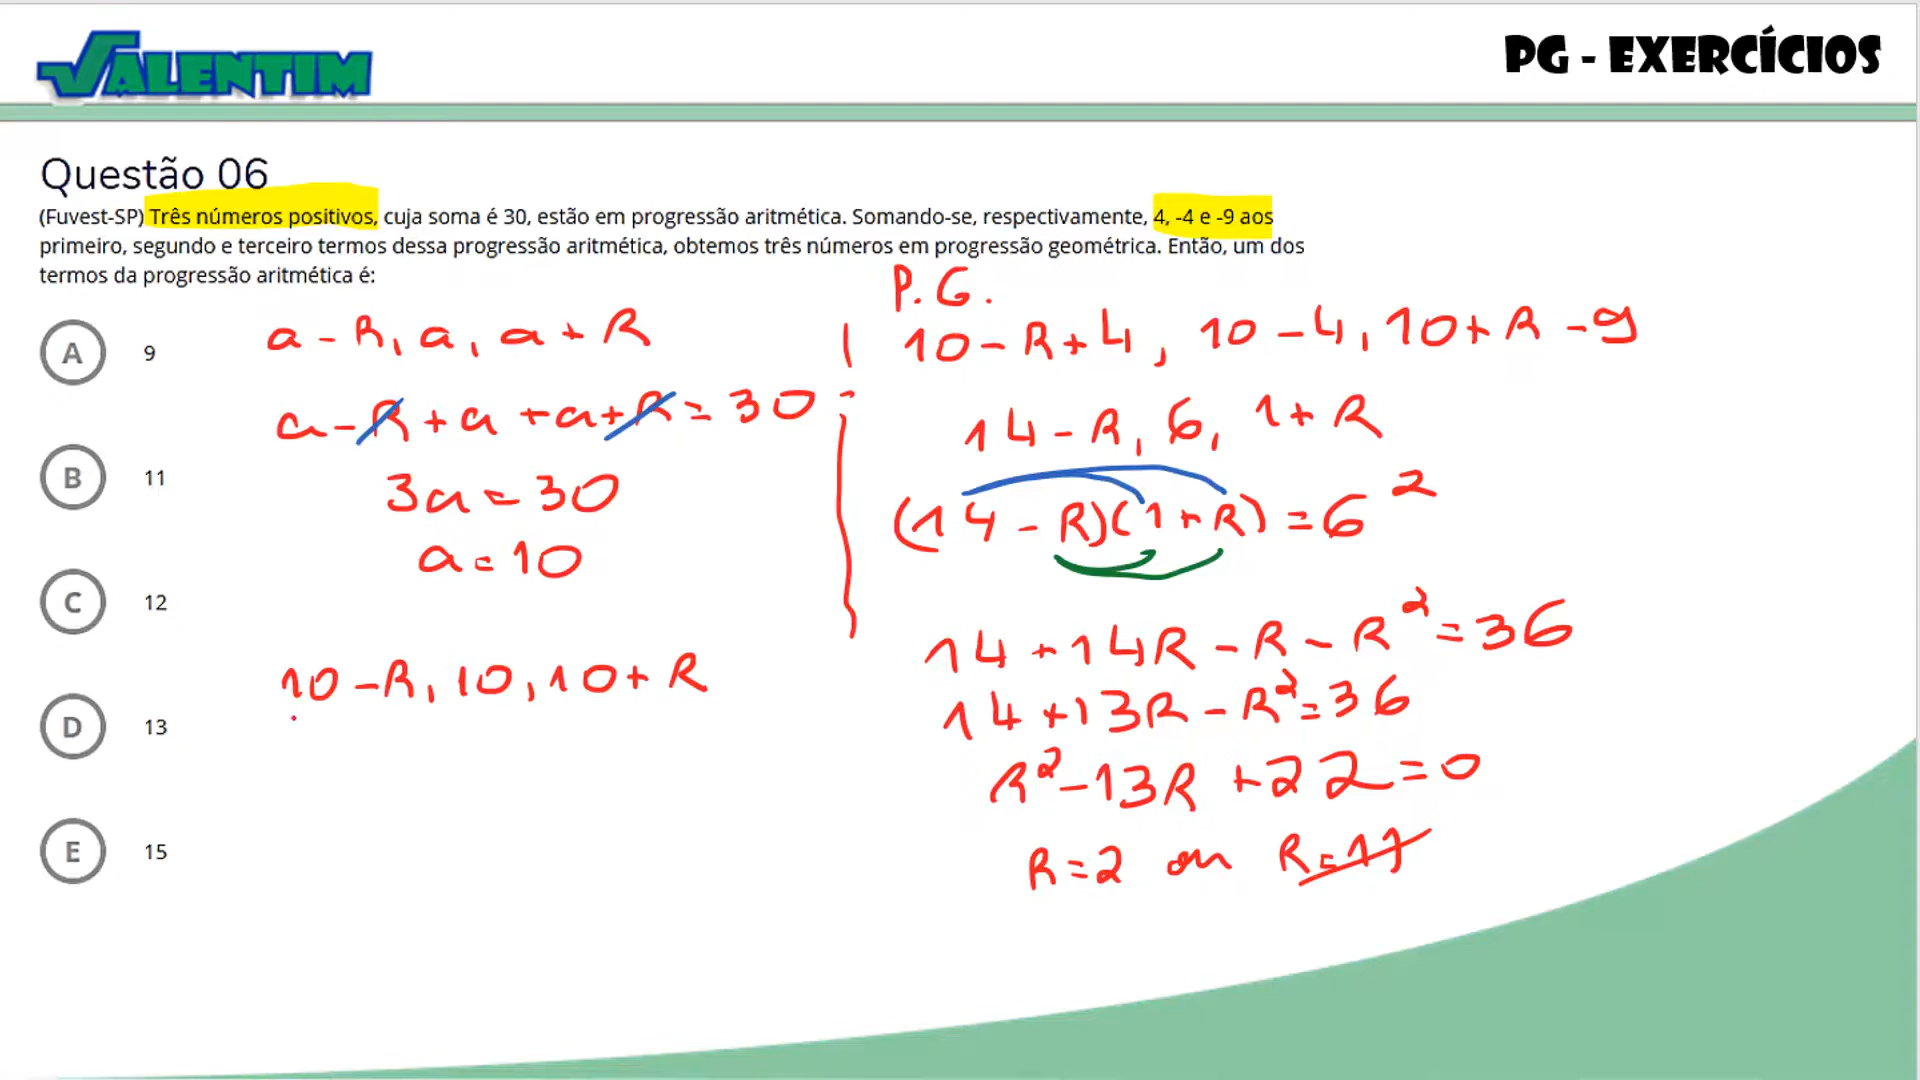 VALENTIM
PG - EXERCÍCIOS
Questão 06
(Fuvest-SP) Três números positivos, cuja soma é 30, estão em progressão aritmética. Somando-se, respectivamente, 4, -4 e -9 aos
primeiro, segundo e terceiro termos dessa progressão aritmética, obtemos três números em progressão geométrica. Então, um dos
termos da progressão aritmética é:
A 9
B 11
C 12
D 13
E 15
a - R, a, a + R
a - R + a + a + R = 30
3a = 30
a = 10
10 - R, 10, 10 + R
P.G.
10 - R + 4, 10 - 4, 10 + R - 9
14 - R, 6, 1 + R
(14 - R)(1 + R) = 6²
14 + 14R - R - R² = 36
14 + 13R - R² = 36
R² - 13R + 22 = 0
R = 2 ou R = 11